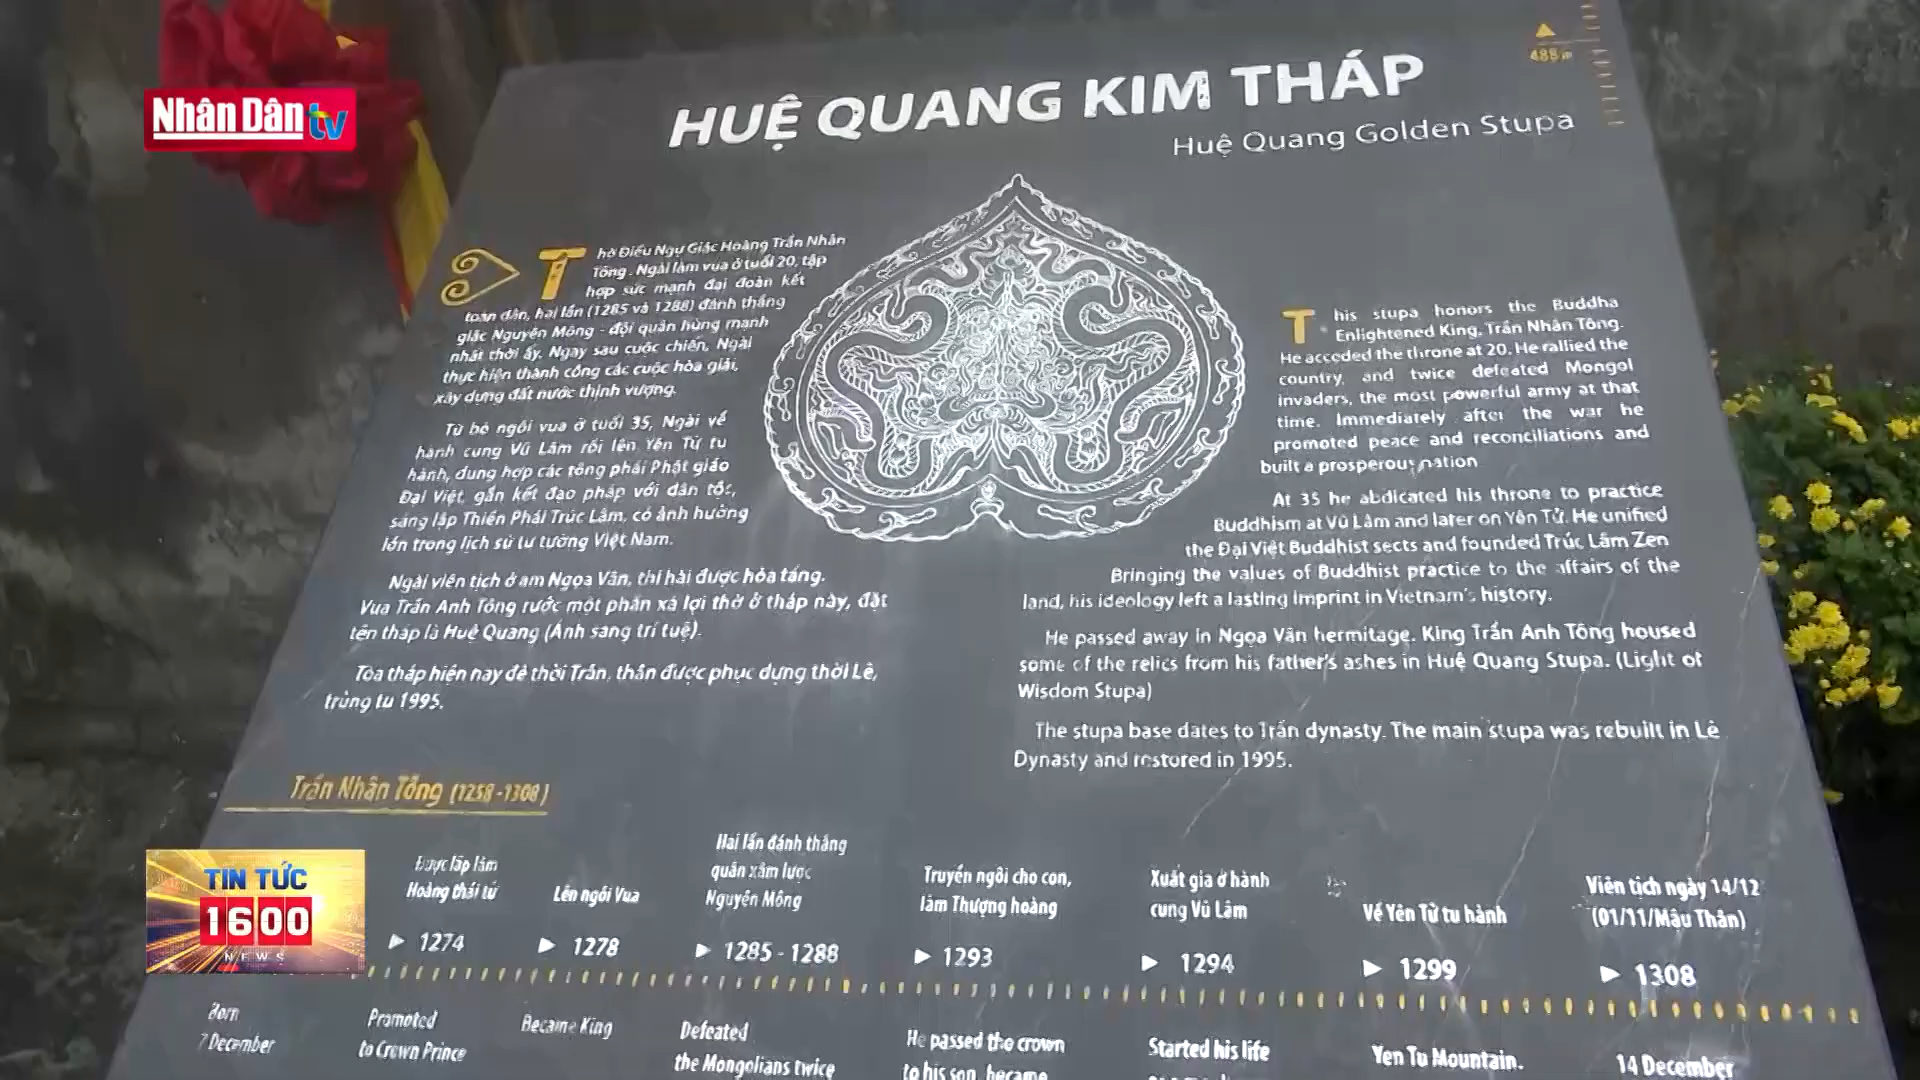 Nhân Dân tv
488 m
HUỆ QUANG KIM THÁP
Huệ Quang Golden Stupa
Thờ Điều Ngự Giác Hoàng Trần Nhân
Tông. Ngài làm vua ở tuổi 20, tập
hợp sức mạnh đại đoàn kết
toàn dân, hai lần (1285 và 1288) đánh thắng
giặc Nguyên Mông - đội quân hùng mạnh
nhất thời ấy. Ngay sau cuộc chiến, Ngài
thực hiện thành công các cuộc hòa giải,
xây dựng đất nước thịnh vượng.
Từ bỏ ngôi vua ở tuổi 35, Ngài về
hành cung Vũ Lâm rồi lên Yên Tử tu
hành, dung hợp các tông phái Phật giáo
Đại Việt, gắn kết đạo pháp với dân tộc,
sáng lập Thiền Phái Trúc Lâm, có ảnh hưởng
lớn trong lịch sử tư tưởng Việt Nam.
Ngài viên tịch ở am Ngọa Vân, thi hài được hỏa táng.
Vua Trần Anh Tông rước một phần xá lợi thờ ở tháp này, đặt
tên tháp là Huệ Quang (Ánh sáng trí tuệ).
Tòa tháp hiện nay đế thời Trần, thân được phục dựng thời Lê,
trùng tu 1995.
This stupa honors the Buddha
Enlightened King, Trần Nhân Tông.
He acceded the throne at 20. He rallied the
country, and twice defeated Mongol
invaders, the most powerful army at that
time. Immediately after the war he
promoted peace and reconciliations and
built a prosperous nation
At 35 he abdicated his throne to practice
Buddhism at Vũ Lâm and later on Yên Tử. He unified
the Đại Việt Buddhist sects and founded Trúc Lâm Zen
Bringing the values of Buddhist practice to the affairs of the
land, his ideology left a lasting imprint in Vietnam's history.
He passed away in Ngọa Vân hermitage. King Trần Anh Tông housed
some of the relics from his father's ashes in Huệ Quang Stupa. (Light of
Wisdom Stupa)
The stupa base dates to Trần dynasty. The main stupa was rebuilt in Lê
Dynasty and restored in 1995.
Trần Nhân Tông (1258 - 1308)
Được lập làm
Hoàng thái tử
1274
Lên ngôi Vua
1278
Hai lần đánh thắng
quân xâm lược
Nguyên Mông
1285 - 1288
Truyền ngôi cho con,
làm Thượng hoàng
1293
Xuất gia ở hành
cung Vũ Lâm
1294
Về Yên Tử tu hành
1299
Viên tịch ngày 14/12
(01/11/Mậu Thân)
1308
Born
7 December
Promoted
to Crown Prince
Became King
Defeated
the Mongolians twice
He passed the crown
to his son, became
Started his life
Yen Tu Mountain.
14 December
TIN TỨC
1600
NEWS